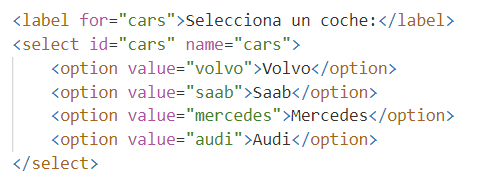 <label for="cars">Selecciona un coche:</label>
<select id="cars" name="cars">
    <option value="volvo">Volvo</option>
    <option value="saab">Saab</option>
    <option value="mercedes">Mercedes</option>
    <option value="audi">Audi</option>
</select>